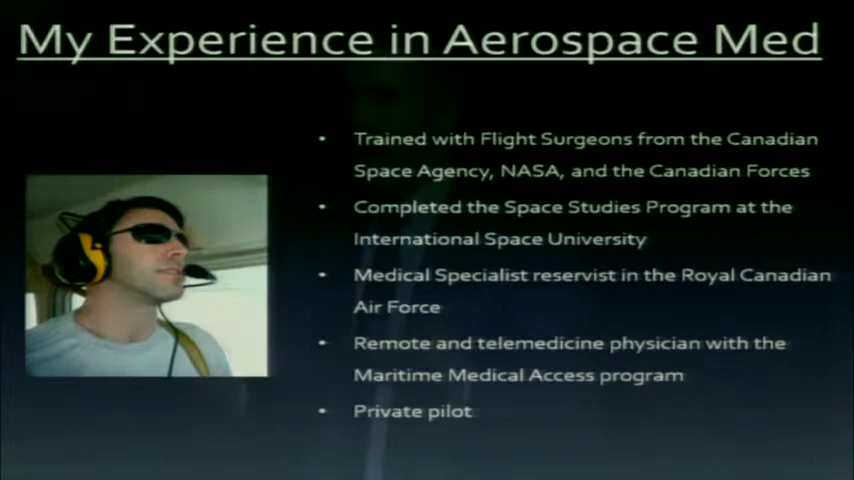 My Experience in Aerospace Med
• Trained with Flight Surgeons from the Canadian
Space Agency, NASA, and the Canadian Forces
• Completed the Space Studies Program at the
International Space University
• Medical Specialist reservist in the Royal Canadian
Air Force
• Remote and telemedicine physician with the
Maritime Medical Access program
• Private pilot